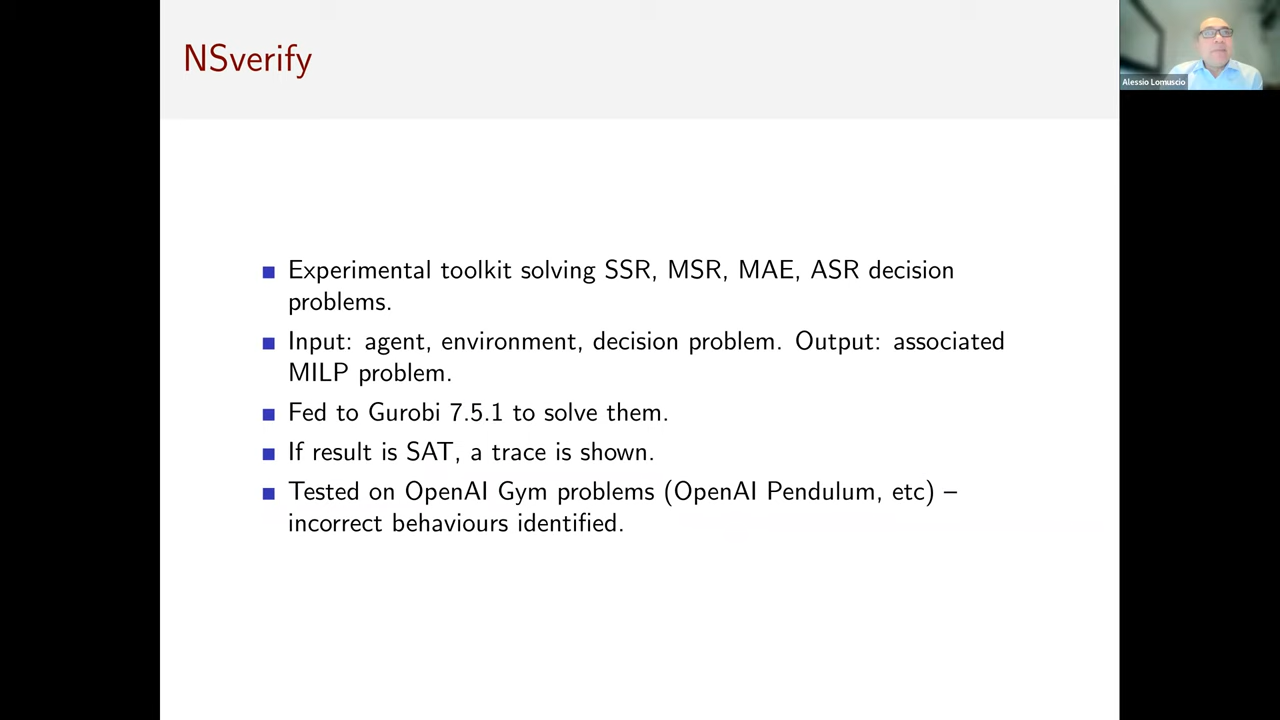 NSverify
Alessio Lomuscio
Experimental toolkit solving SSR, MSR, MAE, ASR decision
problems.
Input: agent, environment, decision problem. Output: associated
MILP problem.
Fed to Gurobi 7.5.1 to solve them.
If result is SAT, a trace is shown.
Tested on OpenAI Gym problems (OpenAI Pendulum, etc) –
incorrect behaviours identified.